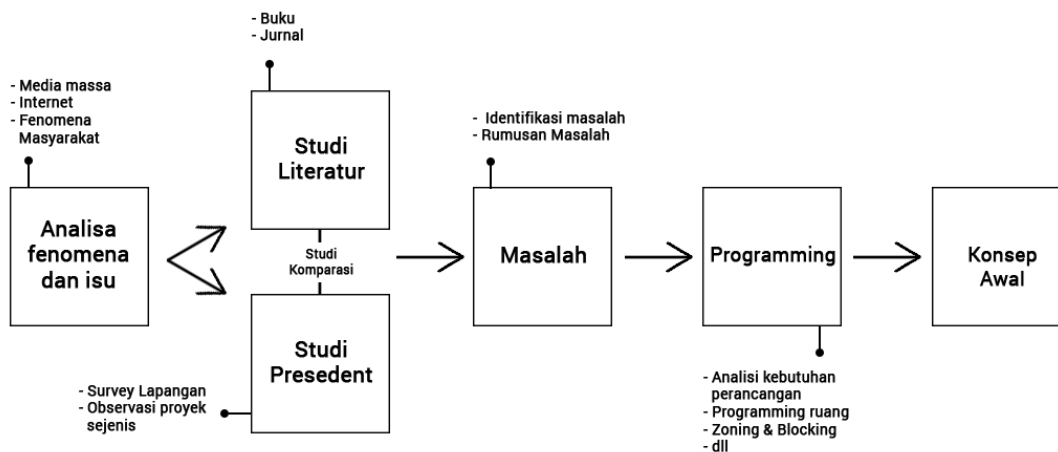 - Media massa
- Internet
- Fenomena
Masyarakat
Analisa
fenomena
dan isu
- Buku
- Jurnal
Studi
Literatur
Studi
Komparasi
Studi
Presedent
- Survey Lapangan
- Observasi proyek
sejenis
- Identifikasi masalah
- Rumusan Masalah
Masalah
Programming
- Analisi kebutuhan
perancangan
- Programming ruang
- Zoning & Blocking
- dll
Konsep
Awal